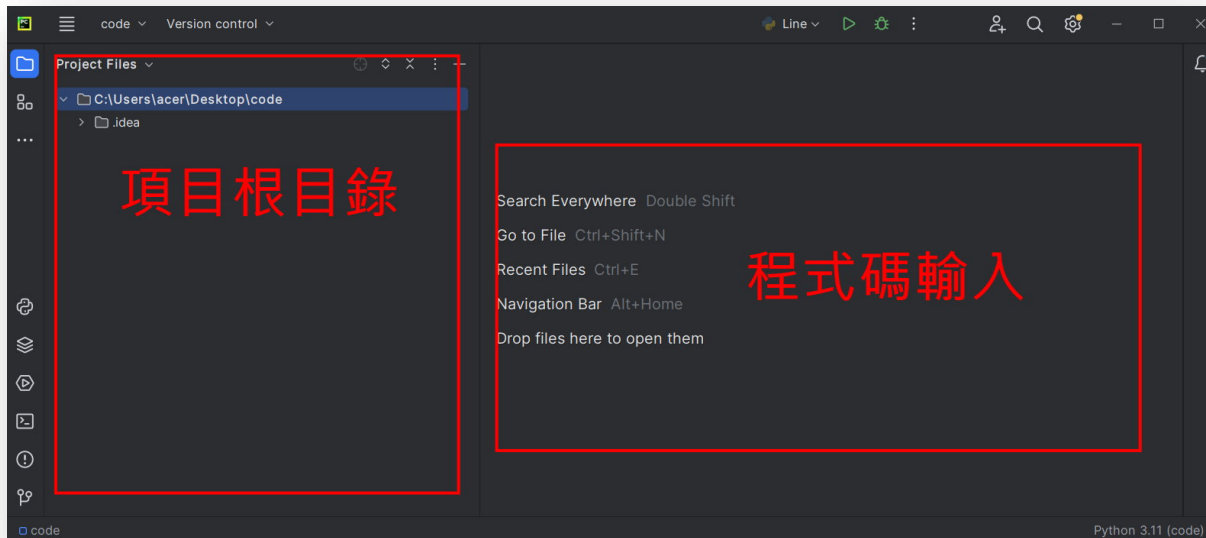 PC
code Version control Line
Project Files
C:\Users\acer\Desktop\code
.idea
項目根目錄
Search Everywhere Double Shift
Go to File Ctrl+Shift+N
Recent Files Ctrl+E
Navigation Bar Alt+Home
Drop files here to open them
程式碼輸入
code Python 3.11 (code)